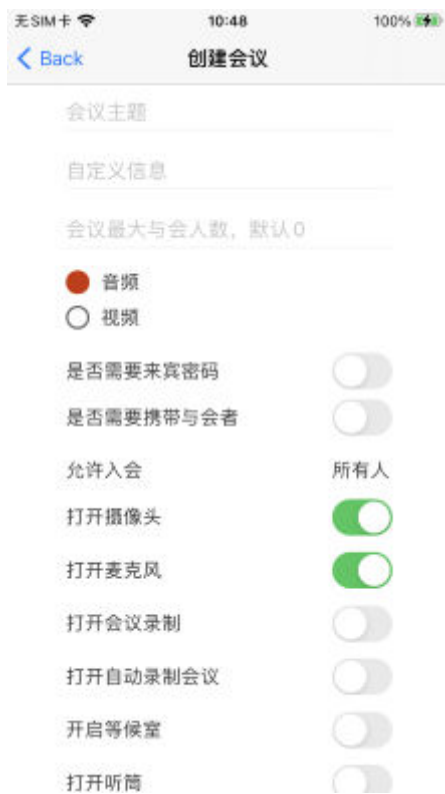 无SIM卡 10:48 100%
Back 创建会议
会议主题
自定义信息
会议最大与会人数，默认0
音频
视频
是否需要来宾密码
是否需要携带与会者
允许入会 所有人
打开摄像头
打开麦克风
打开会议录制
打开自动录制会议
开启等候室
打开听筒